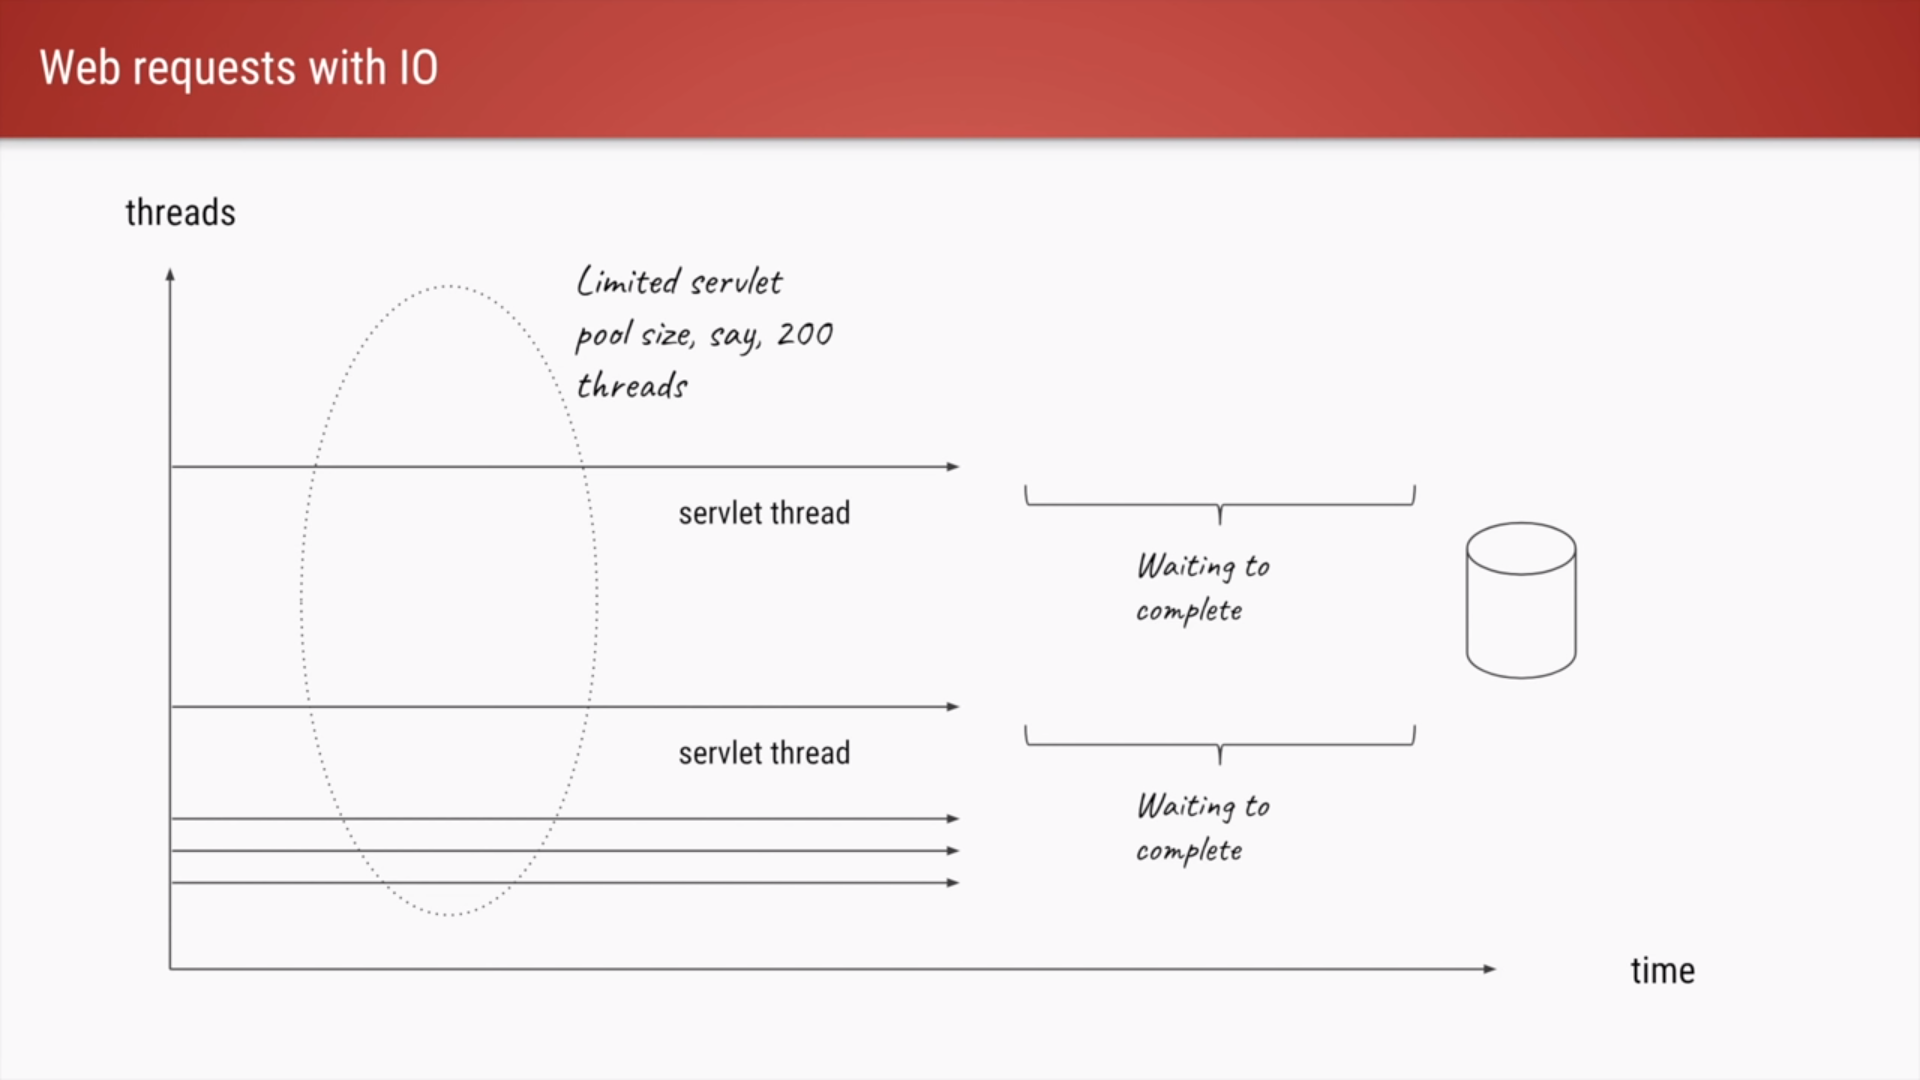 Web requests with IO
threads
Limited servlet
pool size, say, 200
threads
servlet thread
Waiting to
complete
servlet thread
Waiting to
complete
time